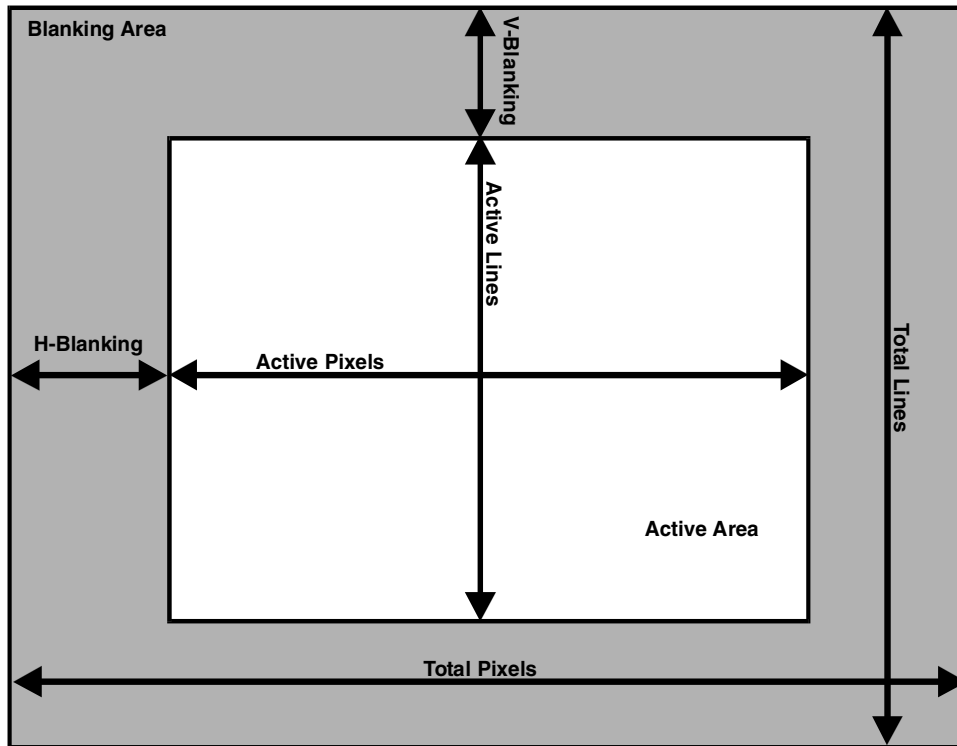 Blanking Area
V-Blanking
Active Lines
H-Blanking
Active Pixels
Total Lines
Active Area
Total Pixels